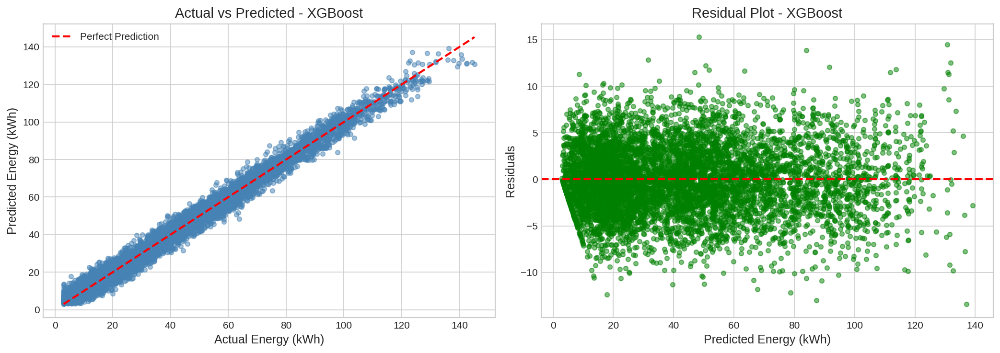 Actual vs Predicted - XGBoost
Perfect Prediction
Predicted Energy (kWh)
140
120
100
80
60
40
20
0
0 20 40 60 80 100 120 140
Actual Energy (kWh)
Residual Plot - XGBoost
Residuals
15
10
5
0
−5
−10
0 20 40 60 80 100 120 140
Predicted Energy (kWh)